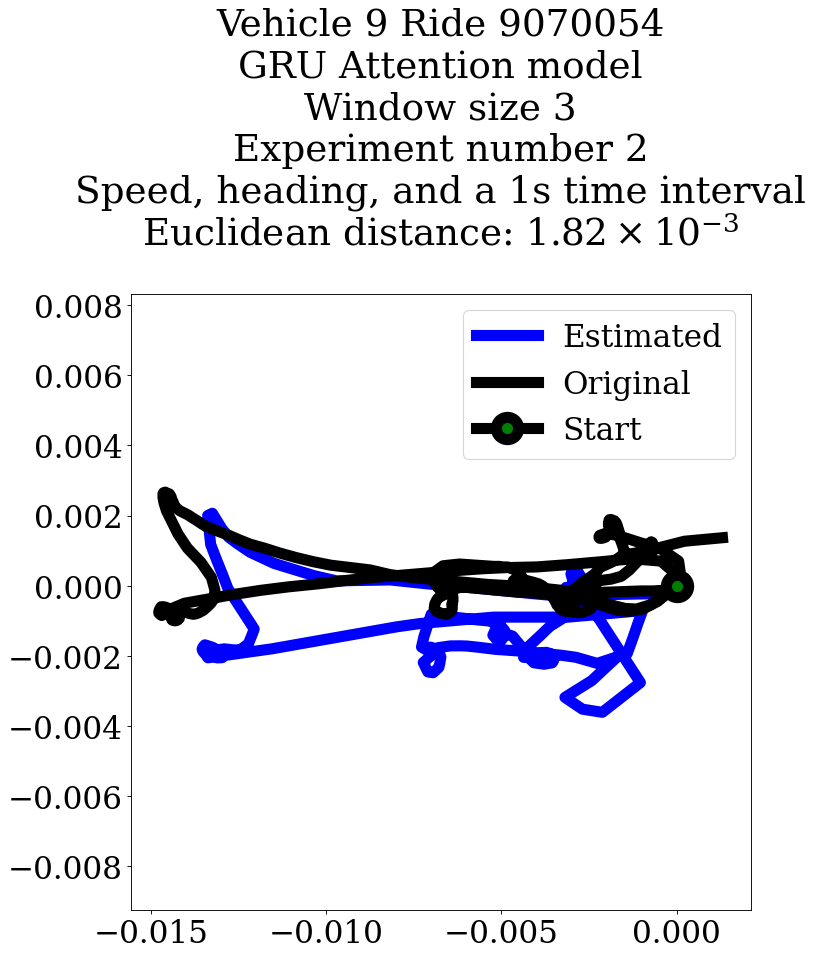 Vehicle 9 Ride 9070054
GRU Attention model
Window size 3
Experiment number 2
Speed, heading, and a 1s time interval
Euclidean distance: 1.82 × 10⁻³
0.008
Estimated
0.006
Original
0.004
Start
0.002
0.000
−0.002
−0.004
−0.006
−0.008
−0.015 −0.010 −0.005 0.000